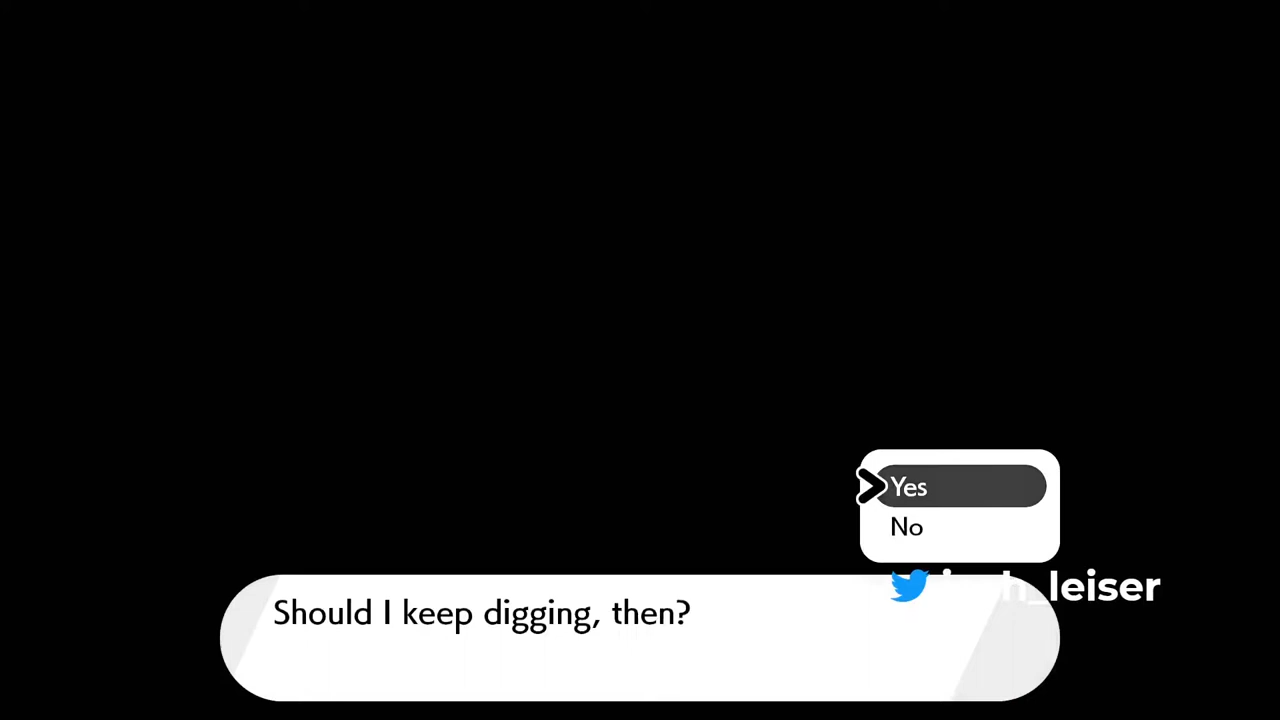 Yes
No
Should I keep digging, then?